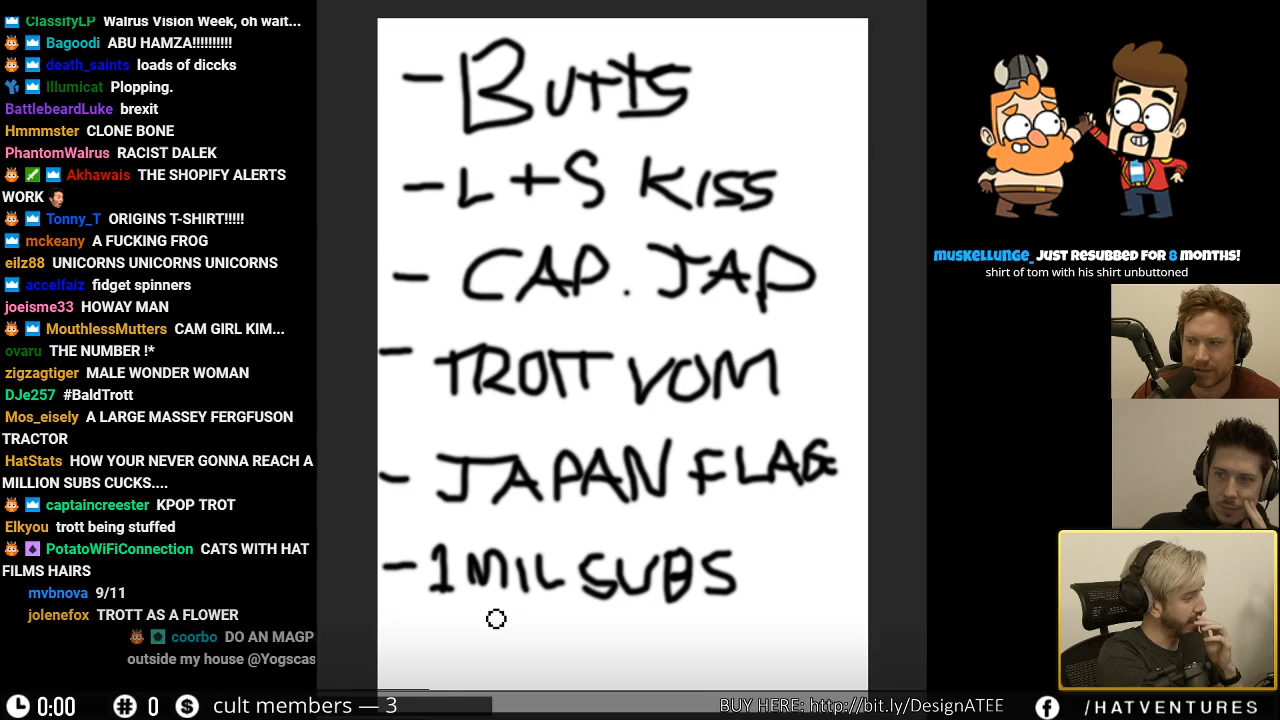 ClassifyLP Walrus Vision Week, oh wait...
Bagoodi ABU HAMZA!!!!!!!!!!
death_saints loads of diccks
Illumicat Plopping.
BattlebeardLuke brexit
Hmmmster CLONE BONE
PhantomWalrus RACIST DALEK
Akhawais THE SHOPIFY ALERTS
WORK
Tonny_T ORIGINS T-SHIRT!!!!!
mckeany A FUCKING FROG
eilz88 UNICORNS UNICORNS UNICORNS
accelfaiz fidget spinners
joeisme33 HOWAY MAN
MouthlessMutters CAM GIRL KIM...
ovaru THE NUMBER !*
zigzagtiger MALE WONDER WOMAN
DJe257 #BaldTrott
Mos_eisely A LARGE MASSEY FERGFUSON
TRACTOR
HatStats HOW YOUR NEVER GONNA REACH A
MILLION SUBS CUCKS....
captaincreester KPOP TROT
Elkyou trott being stuffed
PotatoWiFiConnection CATS WITH HAT
FILMS HAIRS
mvbnova 9/11
jolenefox TROTT AS A FLOWER
coorbo DO AN MAGP
outside my house @Yogscas
- BUTTS
- L + S KISS
- CAP. JAP
- TROTT VOM
- JAPAN FLAG
- 1 MIL SUBS
MUSKELLUNGE_ JUST RESUBBED FOR 8 MONTHS!
shirt of tom with his shirt unbuttoned
0:00 # 0 $ cult members — 3
BUY HERE: http://bit.ly/DesignATEE
f /HATVENTURES